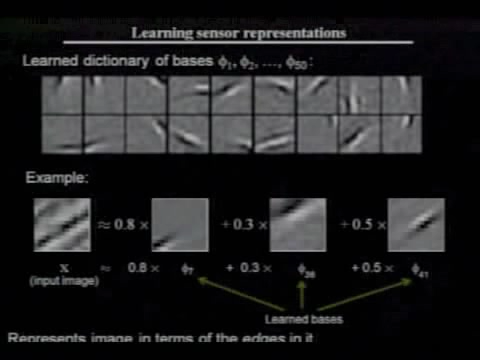 Learning sensor representations
Learned dictionary of bases ϕ₁, ϕ₂, …, ϕ₅₀ :
Example:
≈ 0.8 × + 0.3 × + 0.5 ×
x ≈ 0.8 × ϕ₇ + 0.3 × ϕ₃₆ + 0.5 × ϕ₄₁
(input image)
Learned bases
Represents image in terms of the edges in it